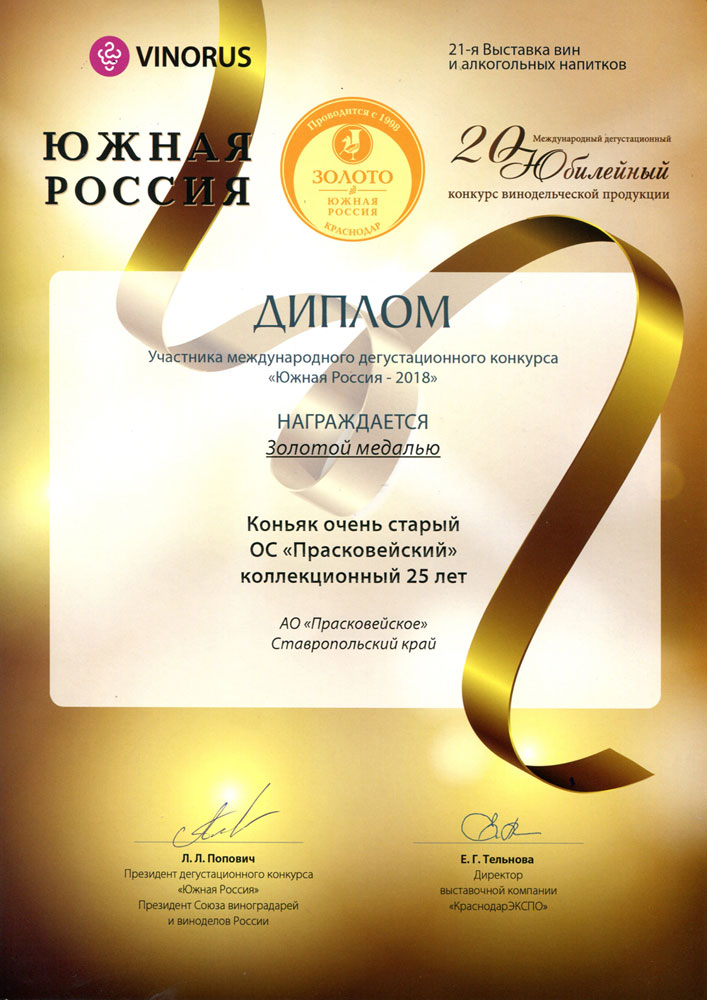 VINORUS
21-я Выставка вин
и алкогольных напитков
ЮЖНАЯ
РОССИЯ
Проводится с 1998
ЗОЛОТО
ЮЖНАЯ
РОССИЯ
КРАСНОДАР
20 Международный дегустационный
Юбилейный
конкурс винодельческой продукции
ДИПЛОМ
Участника международного дегустационного конкурса
«Южная Россия - 2018»
НАГРАЖДАЕТСЯ
Золотой медалью
Коньяк очень старый
ОС «Прасковейский»
коллекционный 25 лет
АО «Прасковейское»
Ставропольский край
Л. Л. Попович
Президент дегустационного конкурса
«Южная Россия»
Президент Союза виноградарей
и виноделов России
Е. Г. Тельнова
Директор
выставочной компании
«КраснодарЭКСПО»